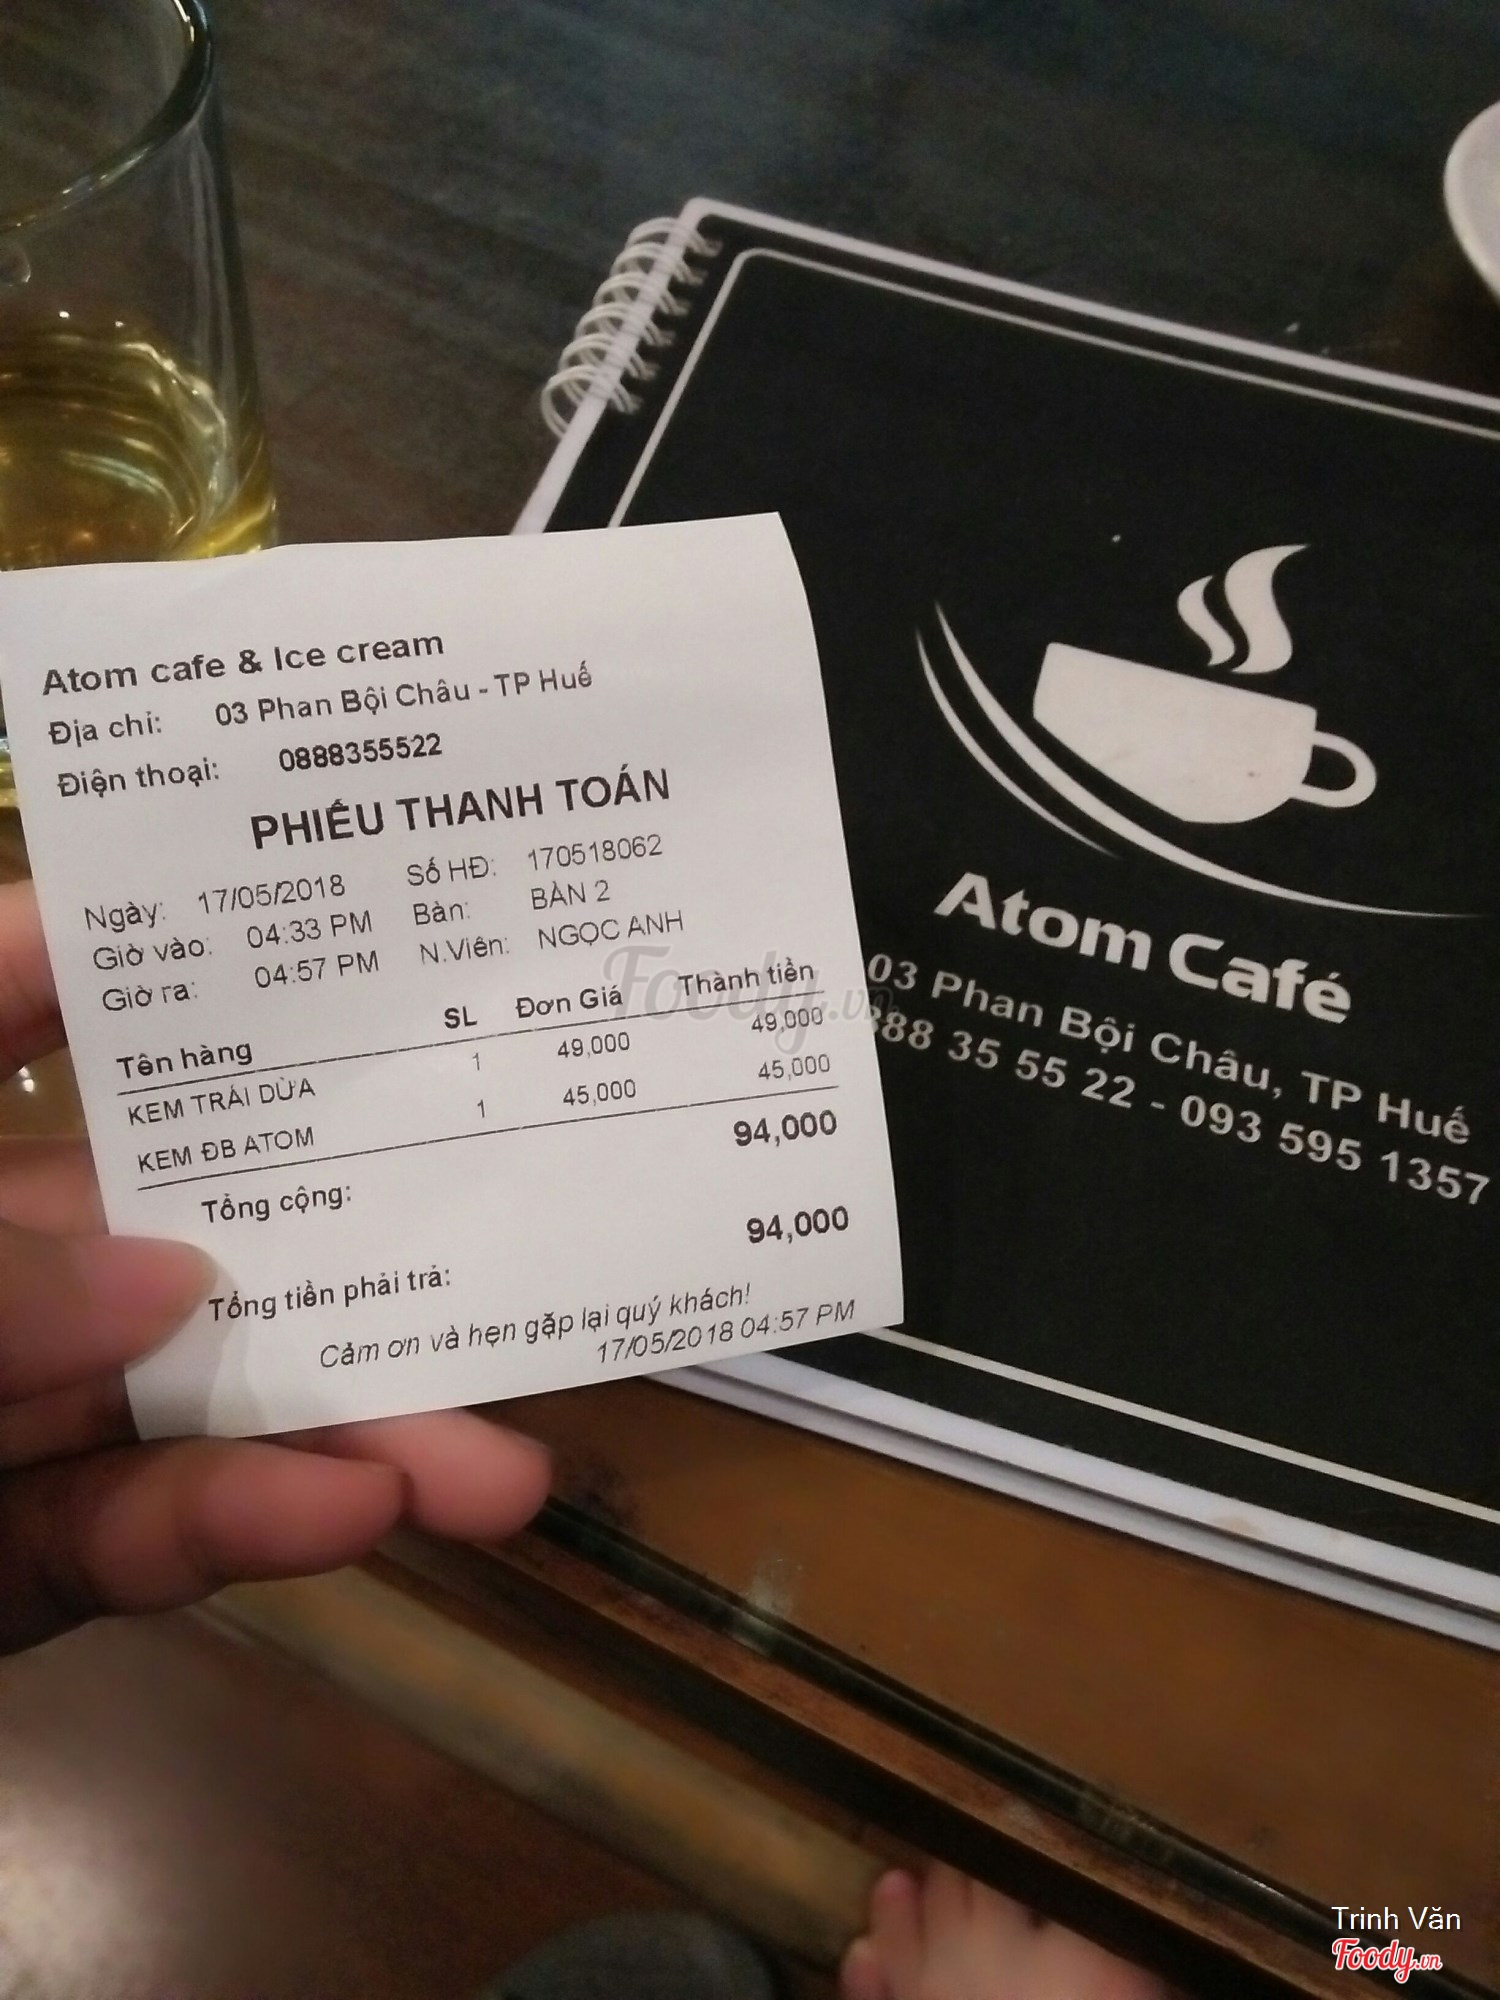 Atom cafe & Ice cream
Địa chỉ: 03 Phan Bội Châu - TP Huế
Điện thoại: 0888355522
PHIẾU THANH TOÁN
Ngày: 17/05/2018 Số HĐ: 170518062
Giờ vào: 04:33 PM Bàn: BÀN 2
Giờ ra: 04:57 PM N.Viên: NGỌC ANH
Tên hàng SL Đơn Giá Thành tiền
KEM TRÁI DỪA 1 49,000 49,000
KEM ĐB ATOM 1 45,000 45,000
Tổng cộng: 94,000
Tổng tiền phải trả: 94,000
Cảm ơn và hẹn gặp lại quý khách!
17/05/2018 04:57 PM
Atom Café
03 Phan Bội Châu, TP Huế
888 35 55 22 - 093 595 1357
Foody.vn
Trinh Văn
Foody.vn